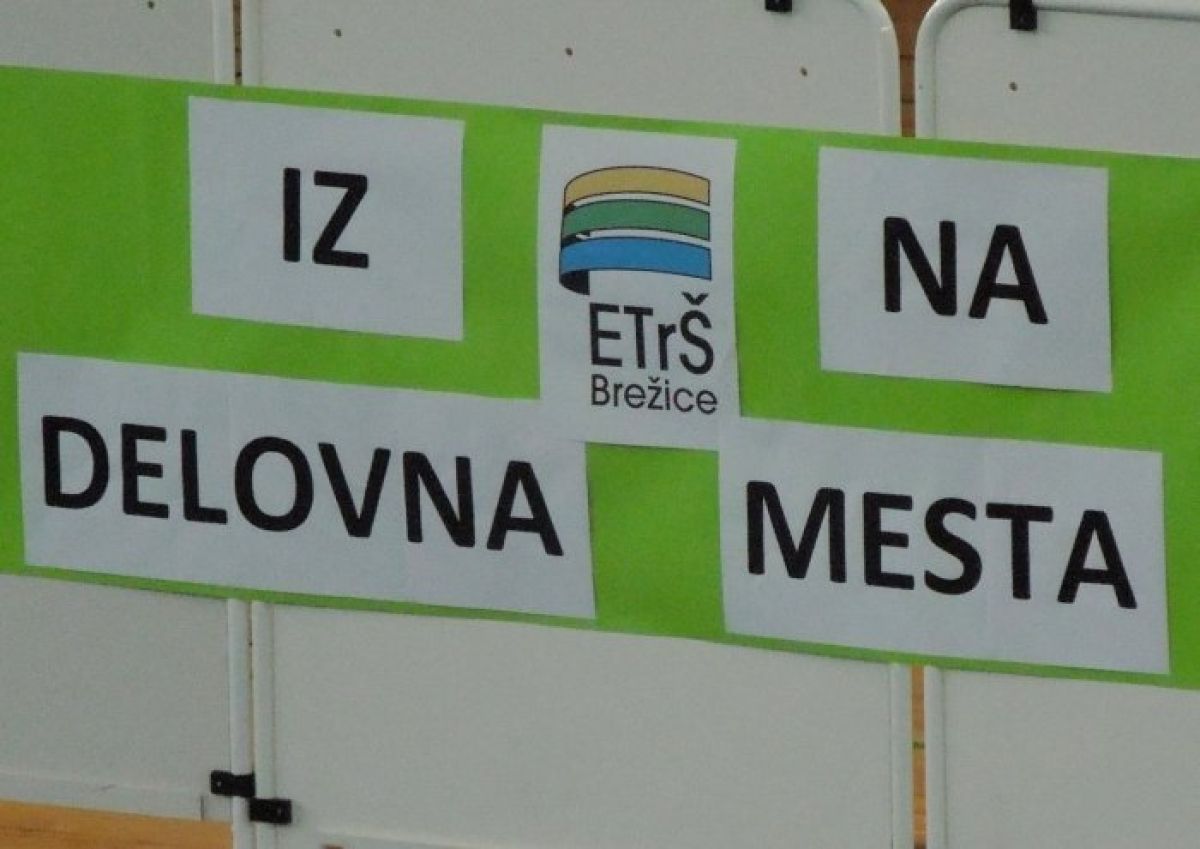 IZ
ETrŠ
Brežice
NA
DELOVNA MESTA